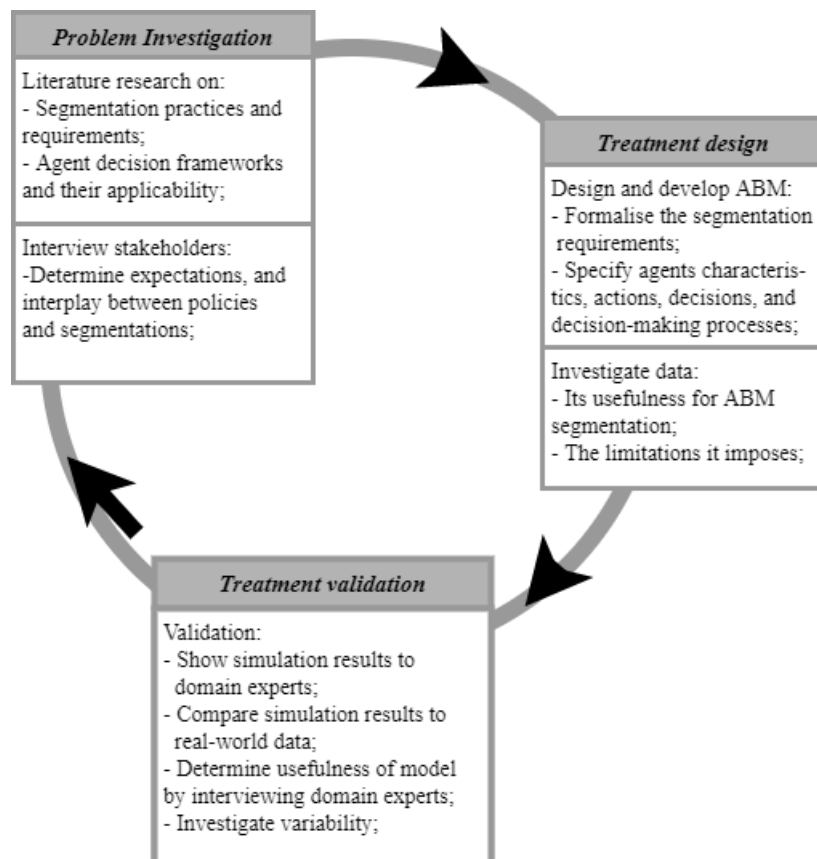 Problem Investigation
Literature research on:
- Segmentation practices and
requirements;
- Agent decision frameworks
and their applicability;
Interview stakeholders:
-Determine expectations, and
interplay between policies
and segmentations;
Treatment design
Design and develop ABM:
- Formalise the segmentation
requirements;
- Specify agents characteris-
tics, actions, decisions, and
decision-making processes;
Investigate data:
- Its usefulness for ABM
segmentation;
- The limitations it imposes;
Treatment validation
Validation:
- Show simulation results to
domain experts;
- Compare simulation results to
real-world data;
- Determine usefulness of model
by interviewing domain experts;
- Investigate variability;